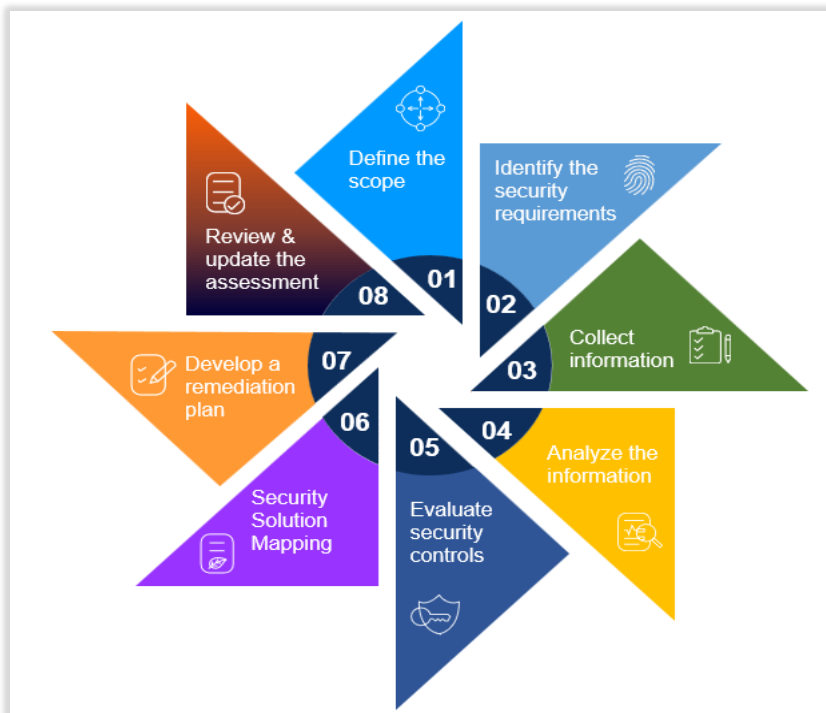 Define the
scope
01
Identify the
security
requirements
02
Collect
information
03
Analyze the
information
04
Evaluate
security
controls
05
Security
Solution
Mapping
06
Develop a
remediation
plan
07
Review &
update the
assessment
08